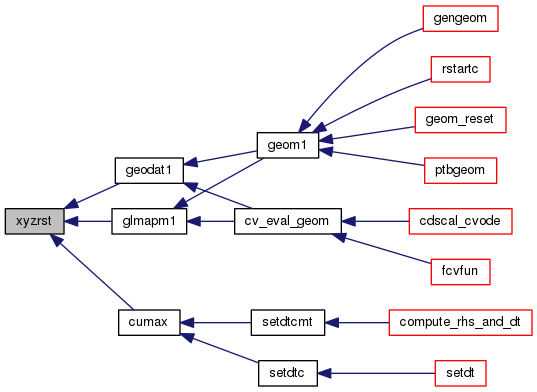 gengeom
rstartc
geom_reset
geom1
ptbgeom
geodat1
xyzrst
glmapm1
cv_eval_geom
cdscal_cvode
fcvfun
cumax
setdtcmt
compute_rhs_and_dt
setdtc
setdt